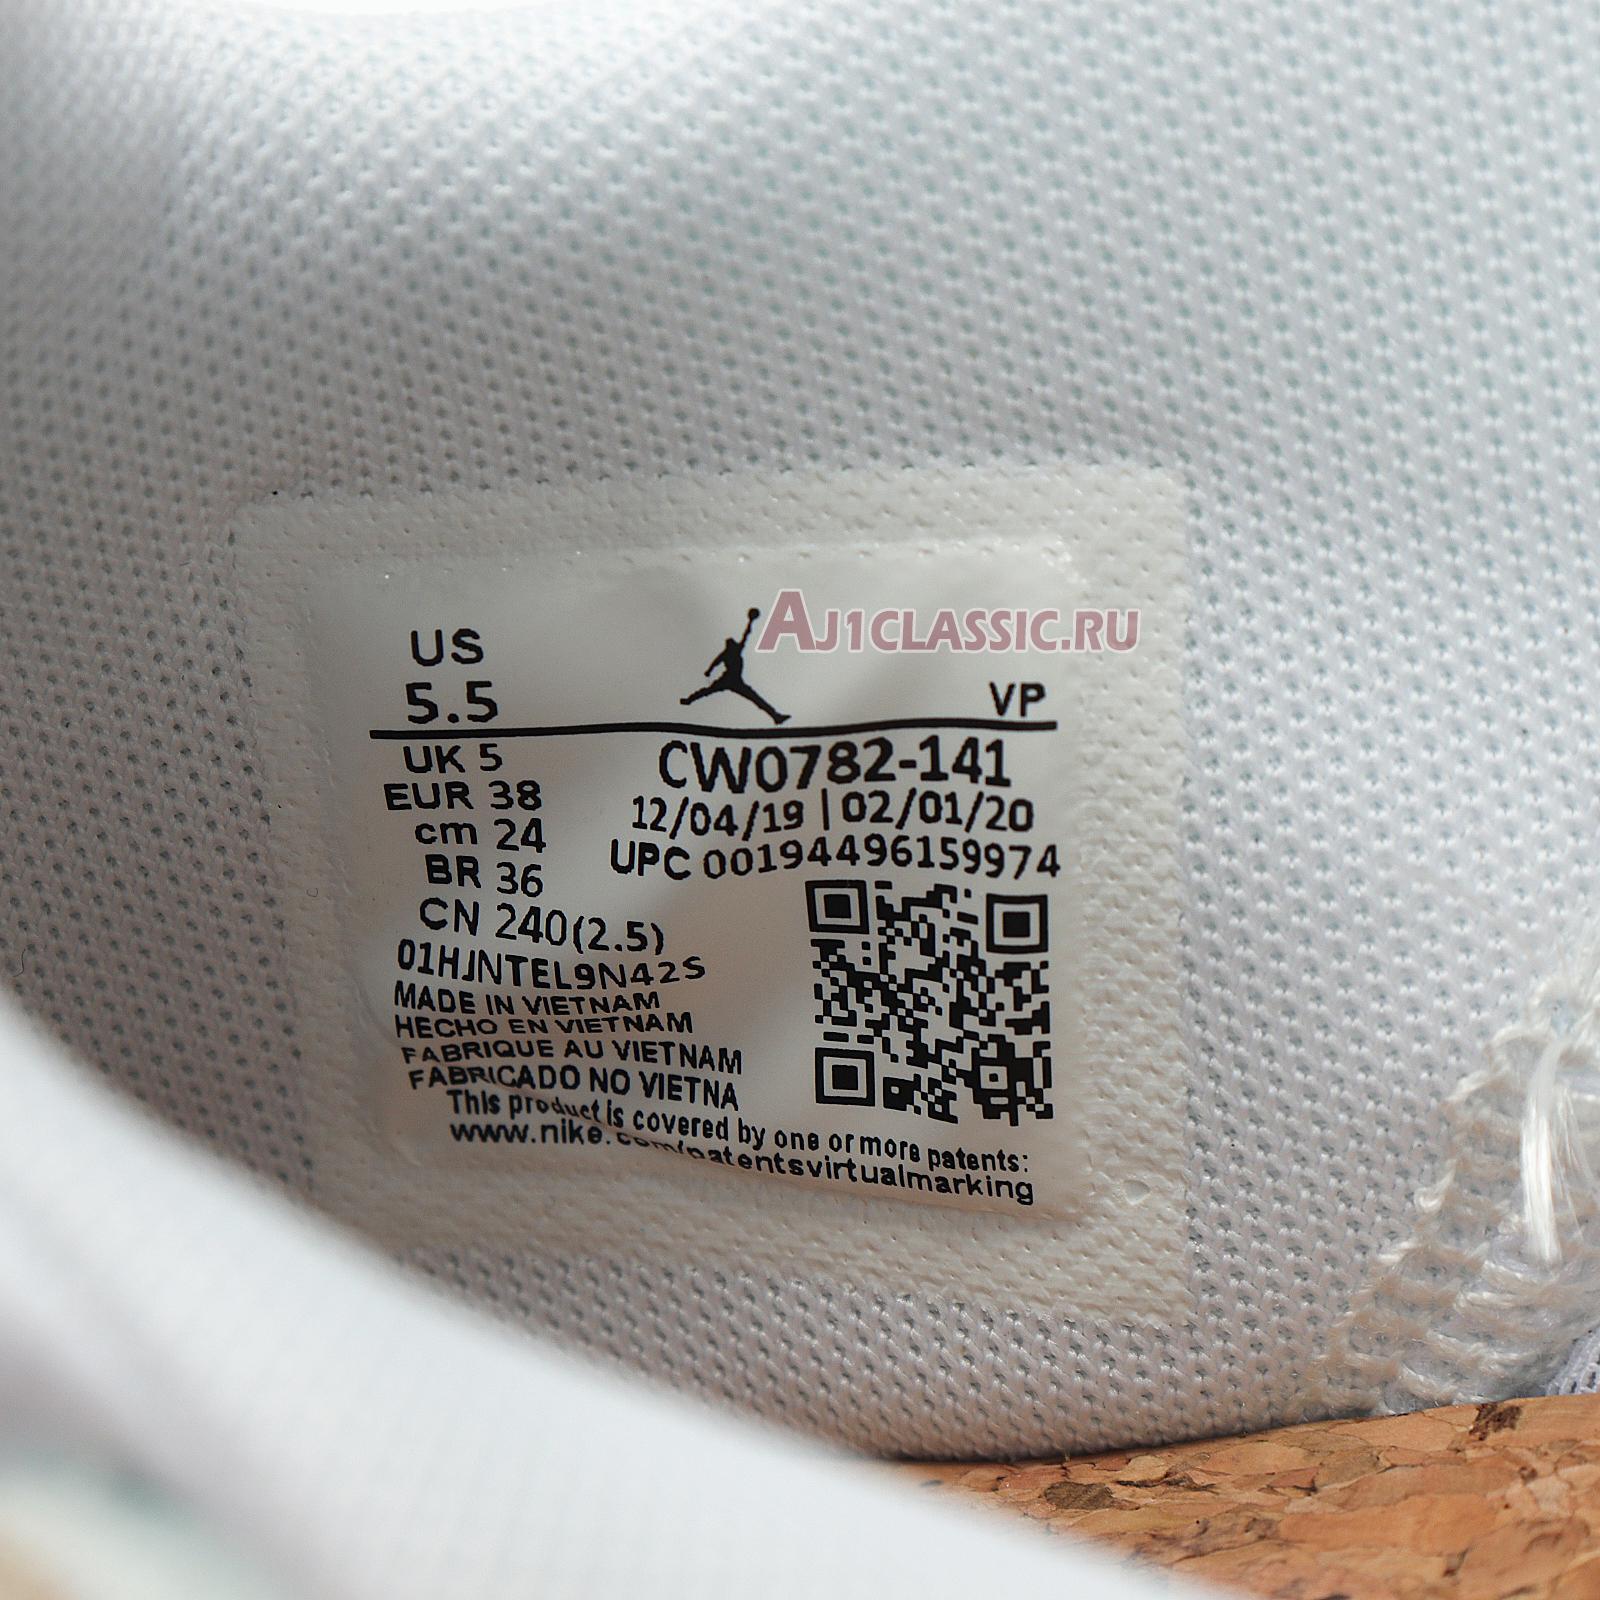 AJ1CLASSIC.RU
US
5.5
VP
UK 5
EUR 38
cm 24
BR 36
CN 240(2.5)
CW0782-141
12/04/19 | 02/01/20
UPC 00194496159974
01HJNTEL9N42S
MADE IN VIETNAM
HECHO EN VIETNAM
FABRIQUE AU VIETNAM
FABRICADO NO VIETNA
This product is covered by one or more patents:
www.nike.com/patentsvirtualmarking